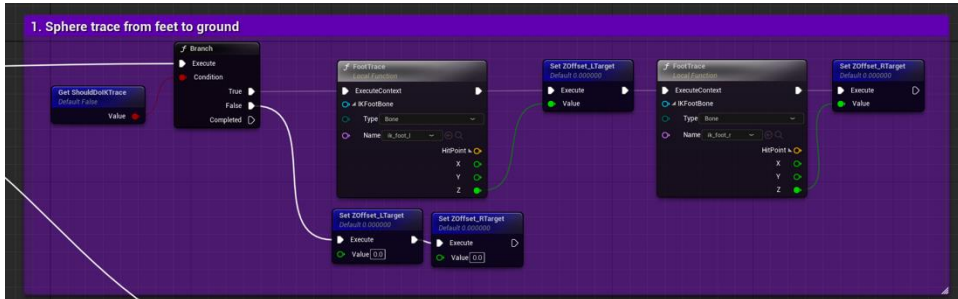 1. Sphere trace from feet to ground
Branch
Execute
Condition
True
False
Completed
Get ShouldDoIKTrace
Default False
Value
FootTrace
Local Function
ExecuteContext
IKFootBone
Type Bone
Name ik_foot_l
HitPoint
X
Y
Z
Set ZOffset_LTarget
Default 0.000000
Execute
Value
FootTrace
Local Function
ExecuteContext
IKFootBone
Type Bone
Name ik_foot_r
HitPoint
X
Y
Z
Set ZOffset_RTarget
Default 0.000000
Execute
Value
Set ZOffset_LTarget
Default 0.000000
Execute
Value 0.0
Set ZOffset_RTarget
Default 0.000000
Execute
Value 0.0